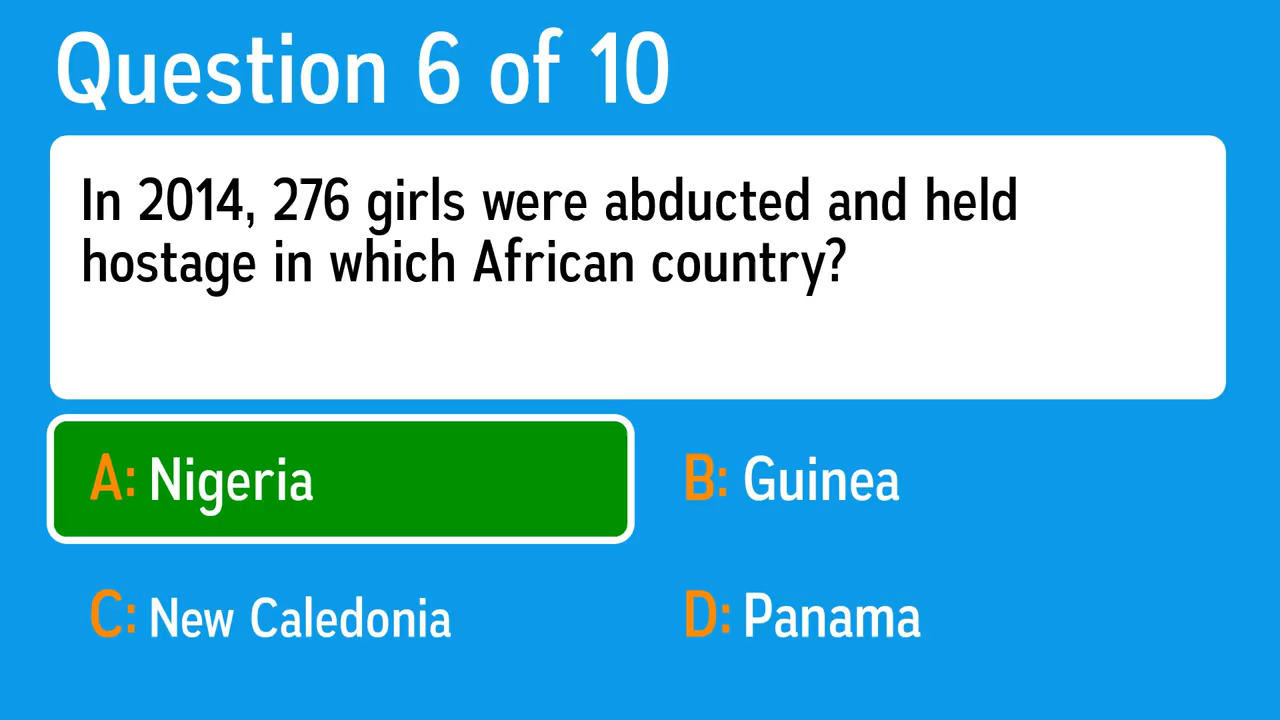 Question 6 of 10
In 2014, 276 girls were abducted and held
hostage in which African country?
A: Nigeria
B: Guinea
C: New Caledonia
D: Panama